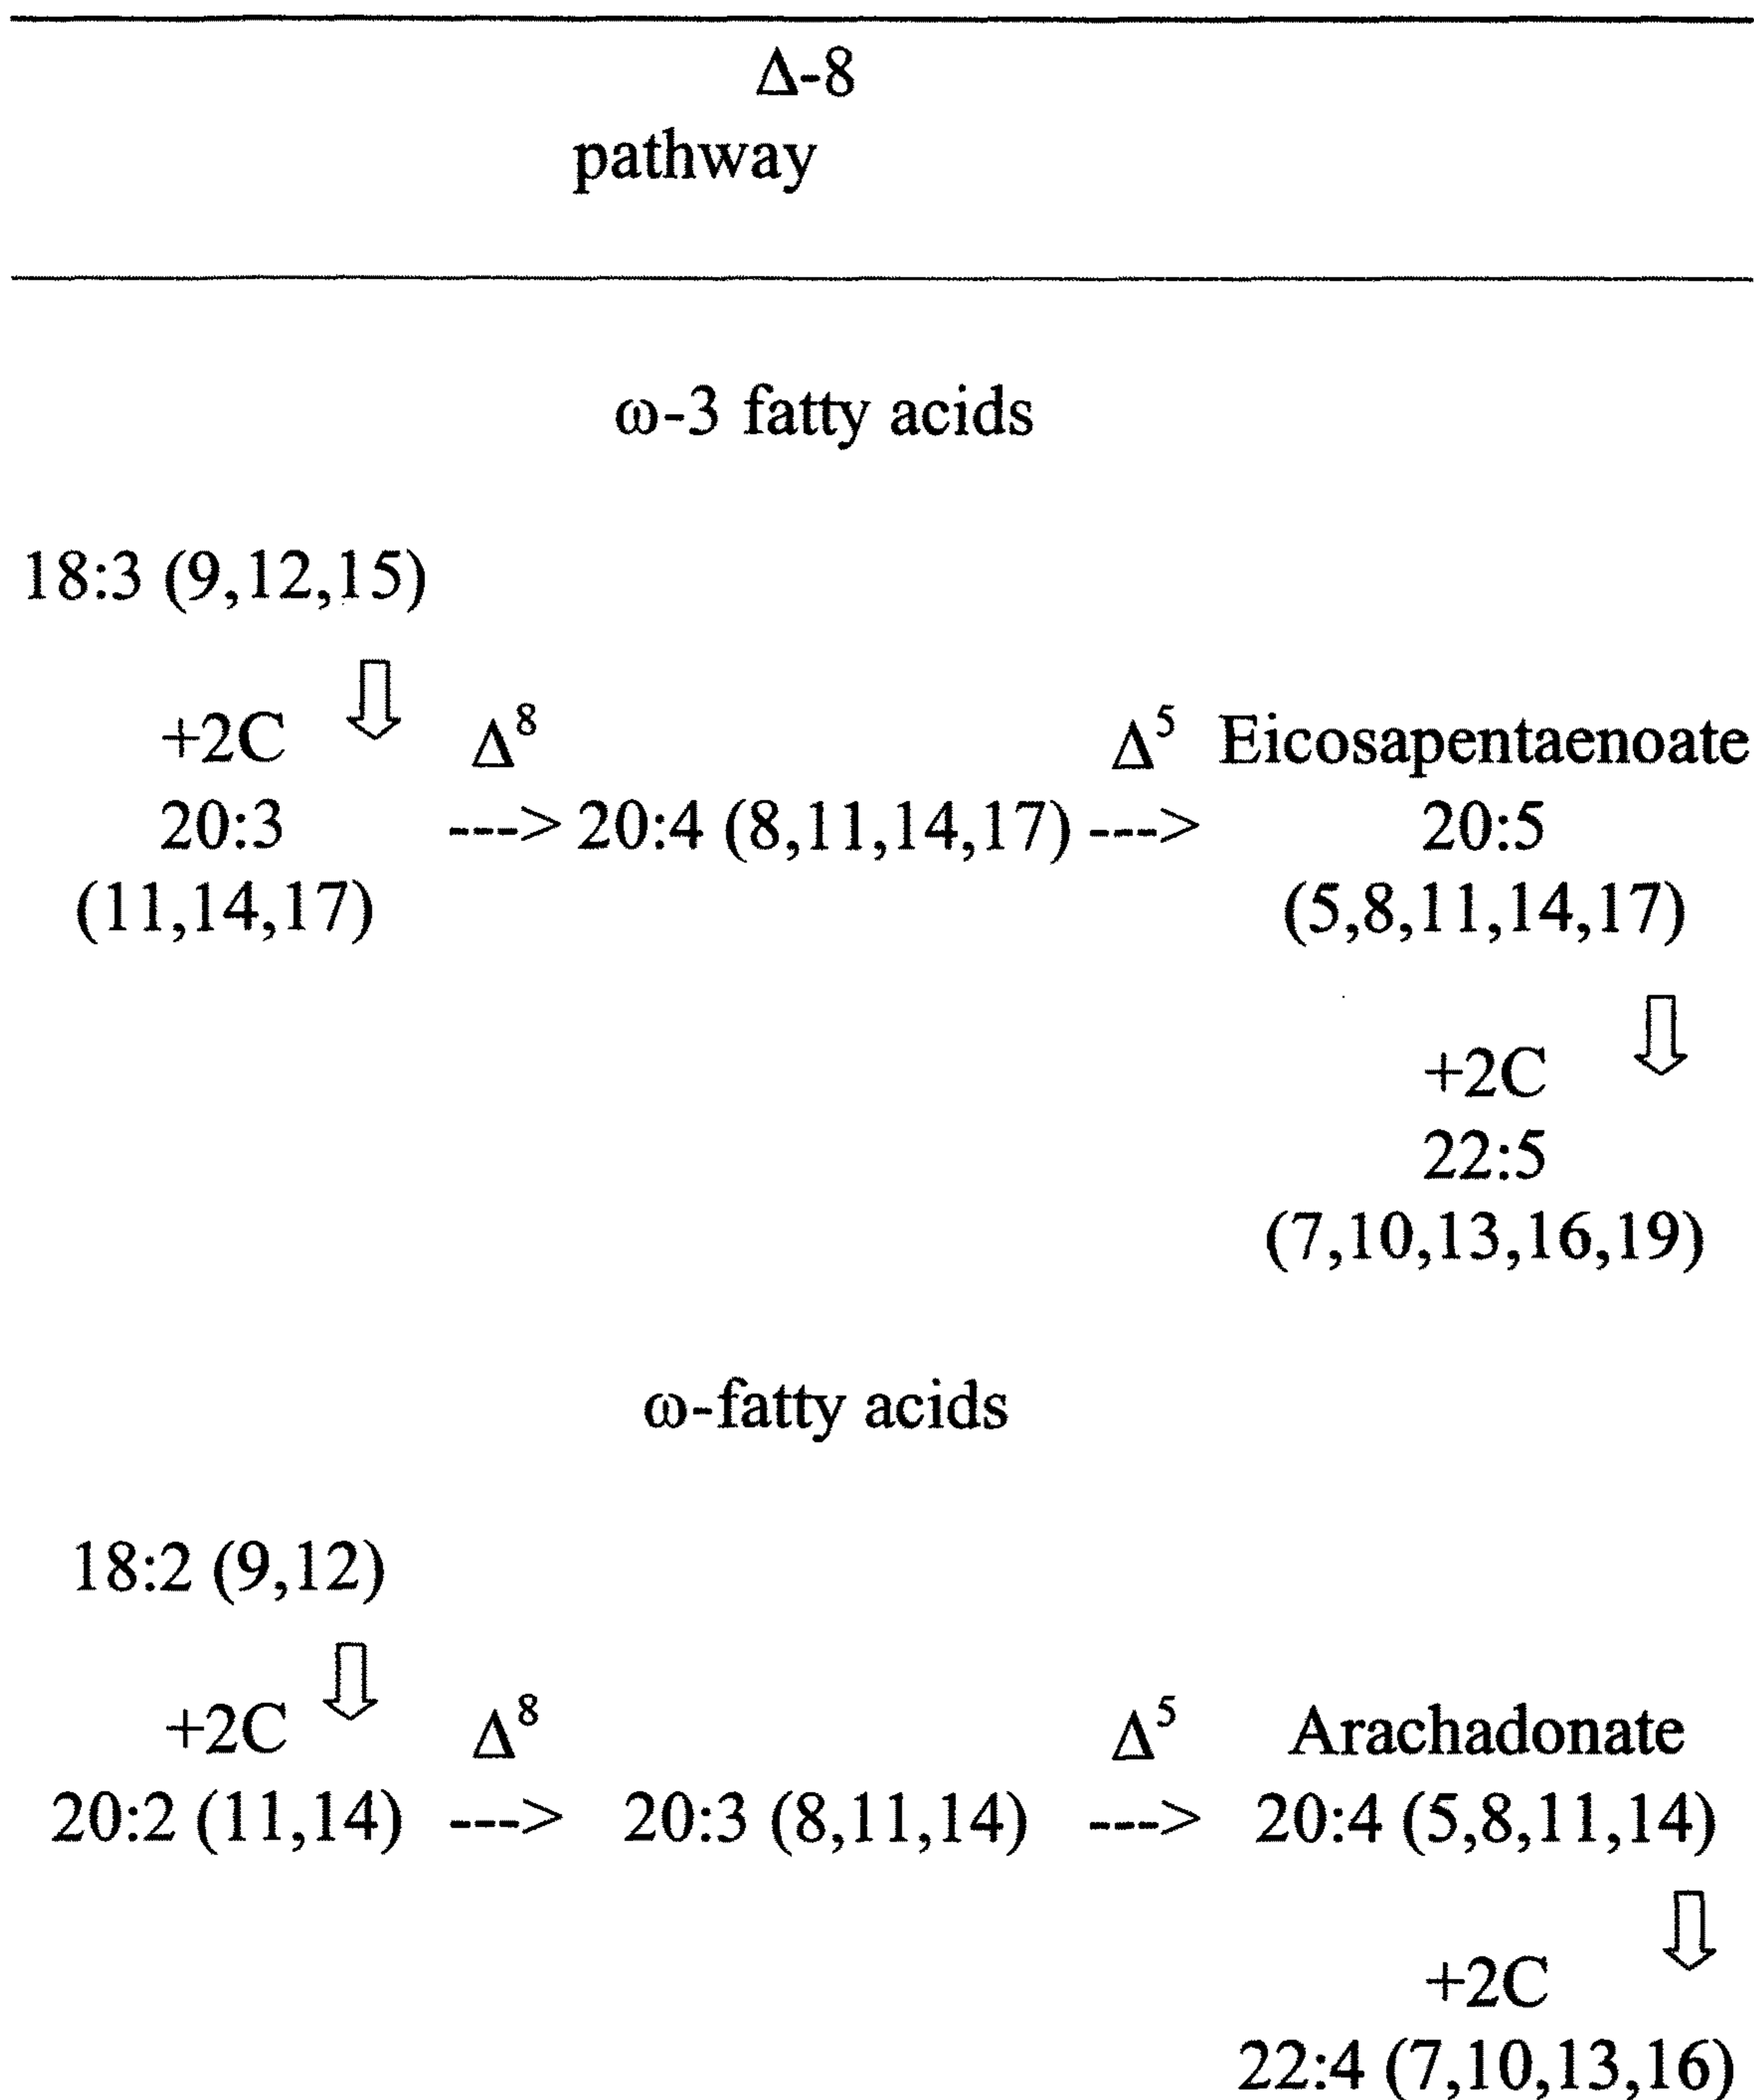 Δ-8
pathway
ω-3 fatty acids
18:3 (9,12,15)
+2C Δ⁸ Δ⁵ Eicosapentaenoate
20:3 ---> 20:4 (8,11,14,17) ---> 20:5
(11,14,17) (5,8,11,14,17)
+2C
22:5
(7,10,13,16,19)
ω-fatty acids
18:2 (9,12)
+2C Δ⁸ Δ⁵ Arachadonate
20:2 (11,14) ---> 20:3 (8,11,14) ---> 20:4 (5,8,11,14)
+2C
22:4 (7,10,13,16)